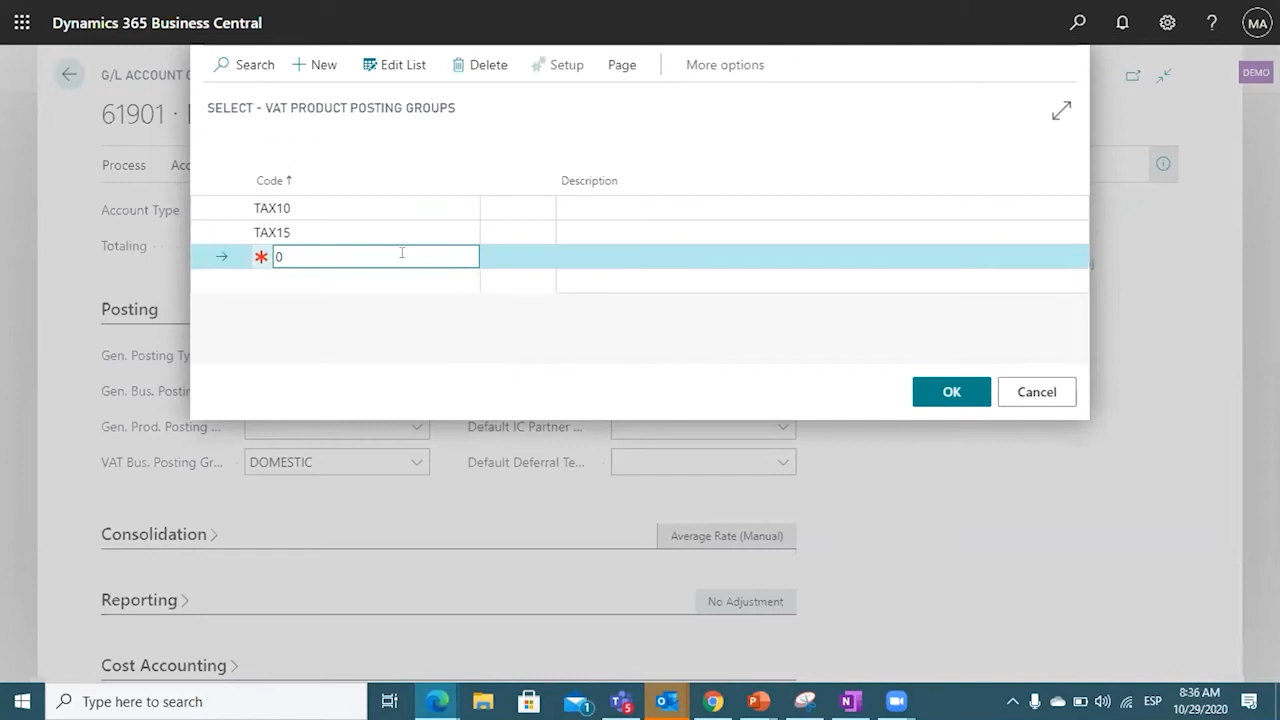 Dynamics 365 Business Central
MA
G/L ACCOUNT
DEMO
61901 ·
Process
Account Type
Totaling
Search
New
Edit List
Delete
Setup
Page
More options
SELECT - VAT PRODUCT POSTING GROUPS
Code ↑
Description
TAX10
TAX15
0
OK
Cancel
Posting
Gen. Posting Ty
Gen. Bus. Postin
Gen. Prod. Posting ...
Default IC Partner ...
VAT Bus. Posting Gr...
DOMESTIC
Default Deferral Te...
Consolidation
Average Rate (Manual)
Reporting
No Adjustment
Cost Accounting
Type here to search
ESP
8:36 AM
10/29/2020